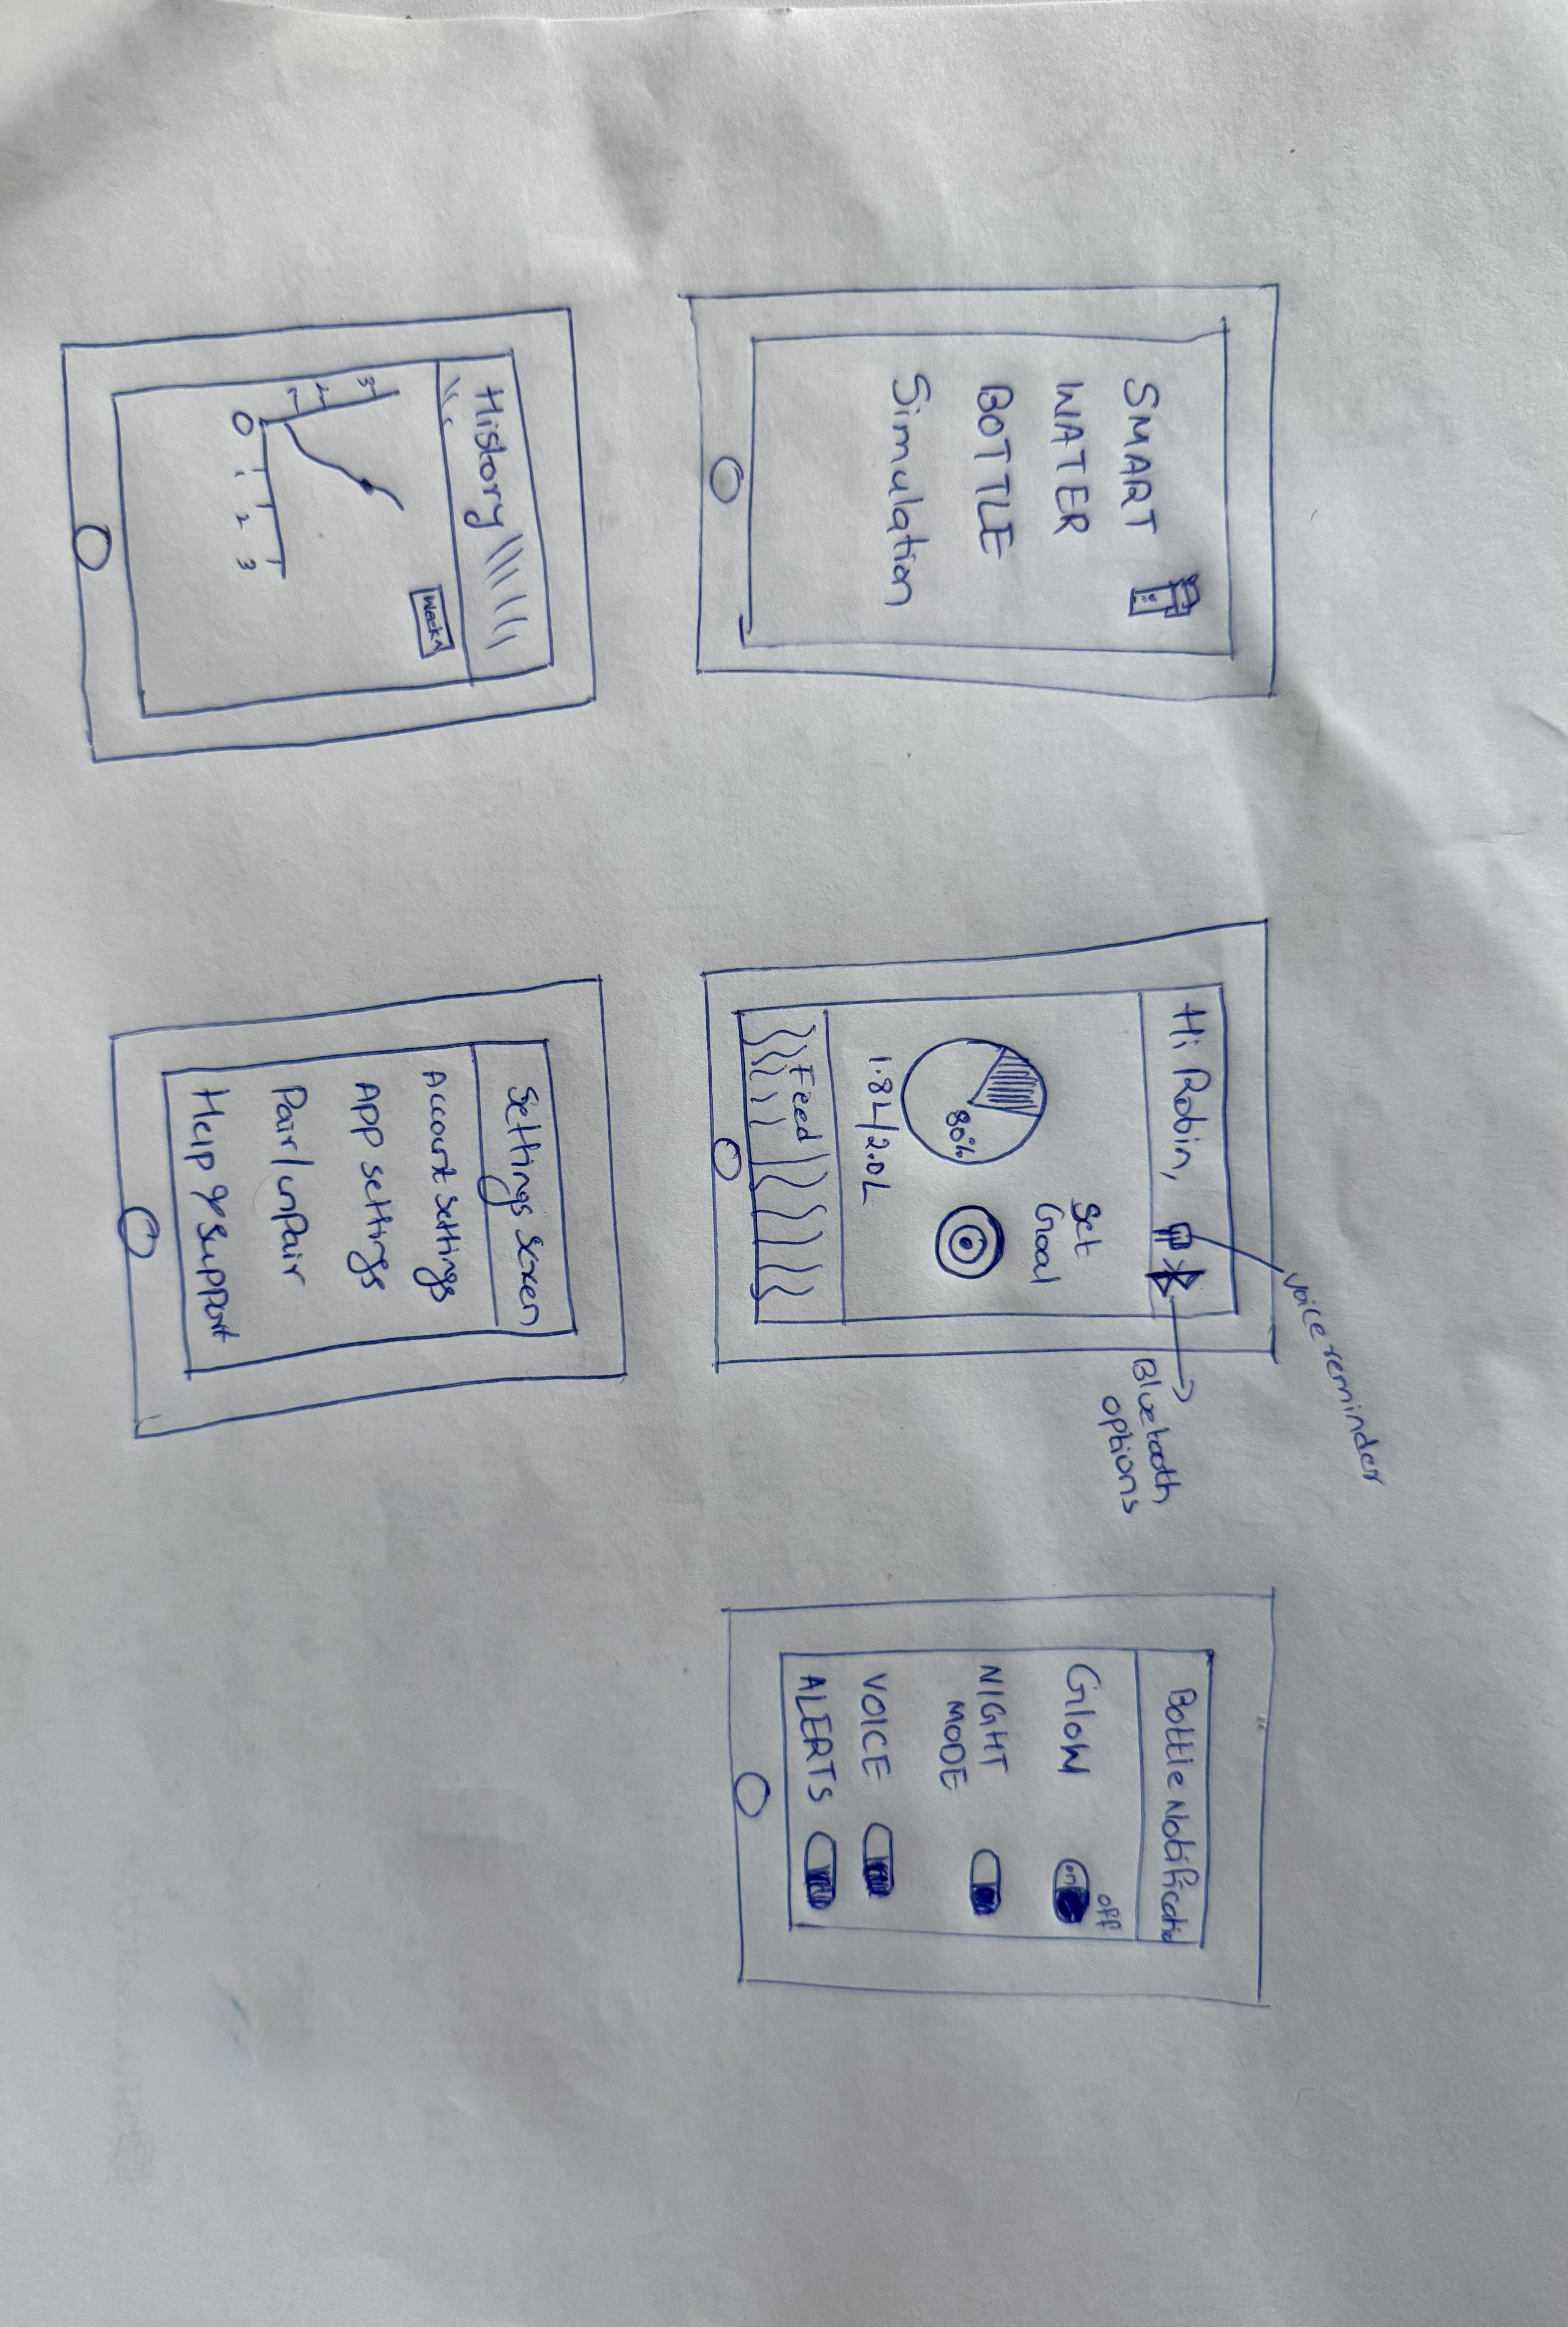 SMART
WATER
BOTTLE
Simulation
Hi Robin,
voice reminder
Bluetooth
options
Set
Goal
80%
1.8L/2.0L
Feed
Bottle Notificatio
Glow
on
off
NIGHT
MODE
VOICE
ALERTS
History
Week
3
2
1
0
1
2
3
Settings Screen
Account settings
App settings
Pair/unPair
Help & support